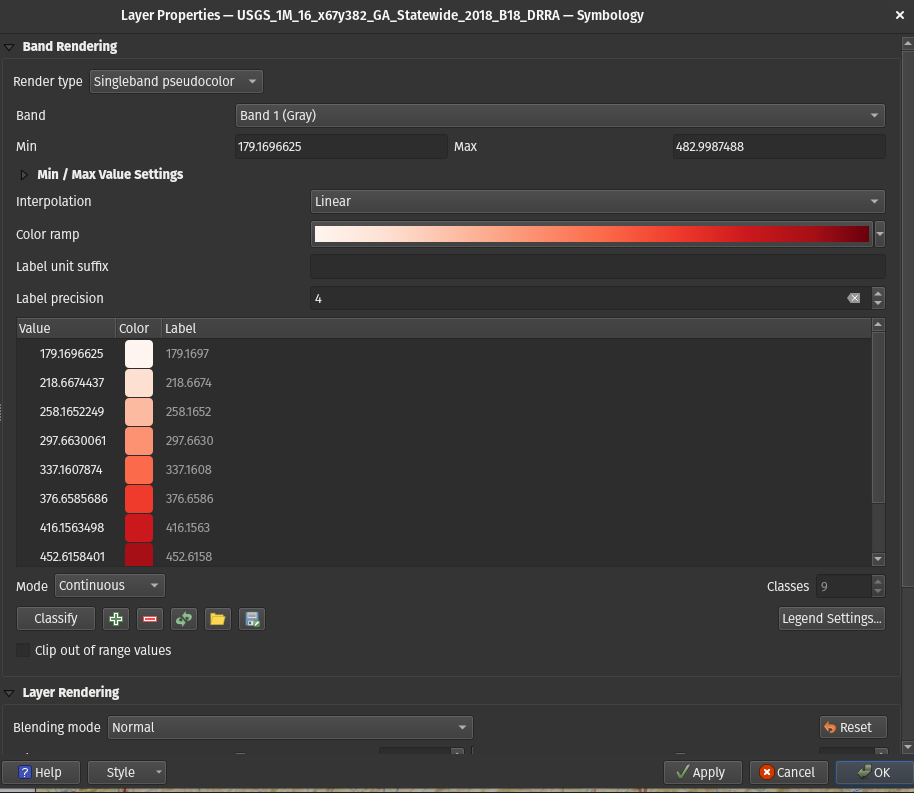 Layer Properties — USGS_1M_16_x67y382_GA_Statewide_2018_B18_DRRA — Symbology
Band Rendering
Render type Singleband pseudocolor
Band Band 1 (Gray)
Min 179.1696625 Max 482.9987488
Min / Max Value Settings
Interpolation Linear
Color ramp
Label unit suffix
Label precision 4
Value Color Label
179.1696625 179.1697
218.6674437 218.6674
258.1652249 258.1652
297.6630061 297.6630
337.1607874 337.1608
376.6585686 376.6586
416.1563498 416.1563
452.6158401 452.6158
Mode Continuous Classes 9
Classify Legend Settings...
Clip out of range values
Layer Rendering
Blending mode Normal Reset
? Help Style Apply Cancel OK